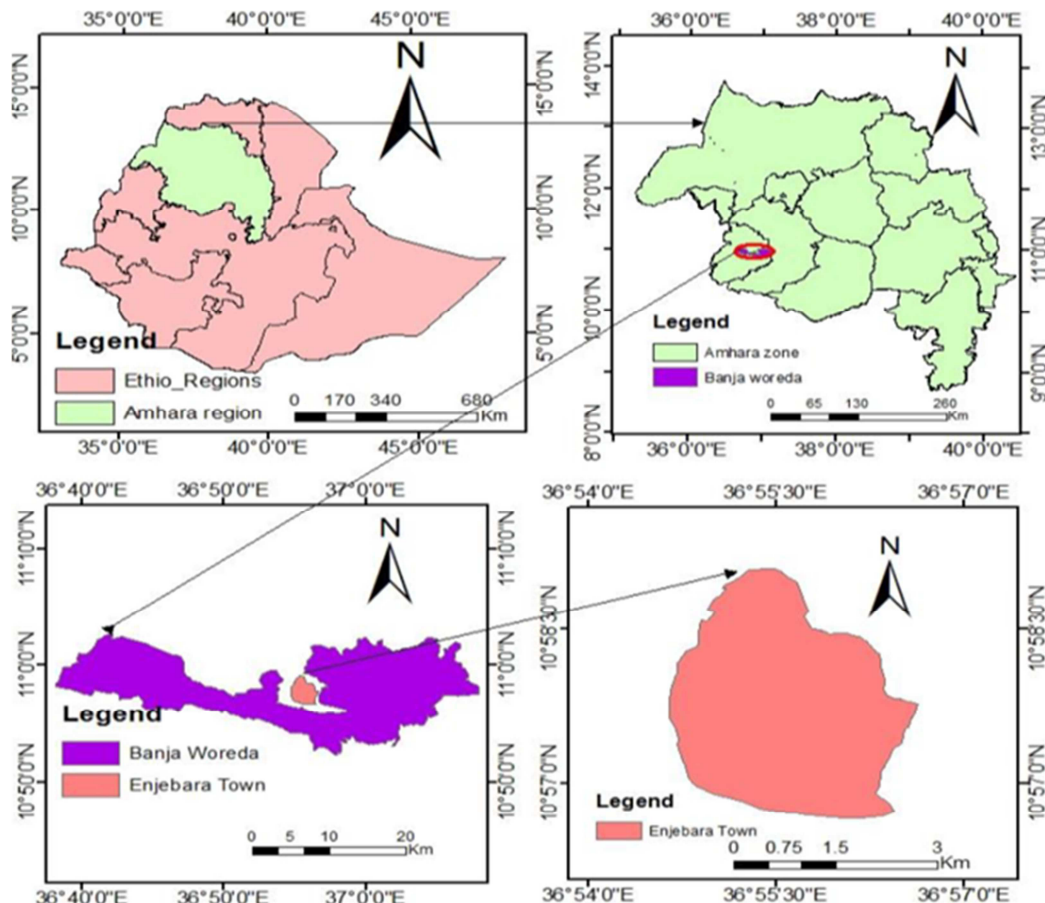 35°0'0"E 40°0'0"E 45°0'0"E
15°0'0"N
10°0'0"N
5°0'0"N
N
15°0'0"N
10°0'0"N
5°0'0"N
Legend
Ethio_Regions
Amhara region
0 170 340 680
Km
35°0'0"E 40°0'0"E 45°0'0"E
36°0'0"E 38°0'0"E 40°0'0"E
14°0'0"N
12°0'0"N
10°0'0"N
8°0'0"N
N
13°0'0"N
11°0'0"N
9°0'0"N
Legend
Amhara zone
Banja woreda
0 65 130 260
Km
36°0'0"E 38°0'0"E 40°0'0"E
36°40'0"E 36°50'0"E 37°0'0"E
11°10'0"N
11°0'0"N
10°50'0"N
N
11°10'0"N
11°0'0"N
10°50'0"N
Legend
Banja Woreda
Enjebara Town
0 5 10 20
Km
36°40'0"E 36°50'0"E 37°0'0"E
36°54'0"E 36°55'30"E 36°57'0"E
10°58'30"N
10°57'0"N
N
10°58'30"N
10°57'0"N
Legend
Enjebara Town
0 0.75 1.5 3
Km
36°54'0"E 36°55'30"E 36°57'0"E